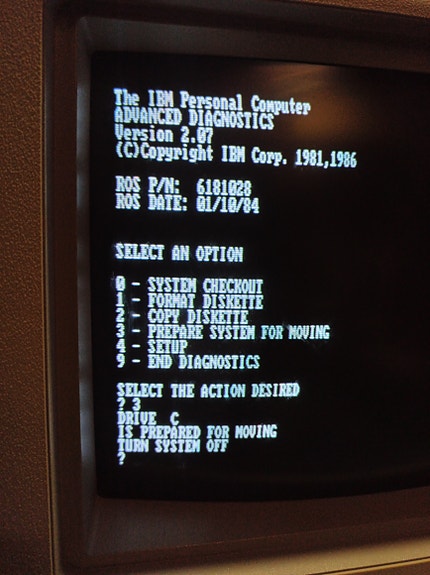 The IBM Personal Computer
ADVANCED DIAGNOSTICS
Version 2.07
(C)Copyright IBM Corp. 1981,1986
ROS P/N: 6181028
ROS DATE: 01/10/84
SELECT AN OPTION
0 - SYSTEM CHECKOUT
1 - FORMAT DISKETTE
2 - COPY DISKETTE
3 - PREPARE SYSTEM FOR MOVING
4 - SETUP
9 - END DIAGNOSTICS
SELECT THE ACTION DESIRED
? 3
DRIVE C
IS PREPARED FOR MOVING
TURN SYSTEM OFF
?